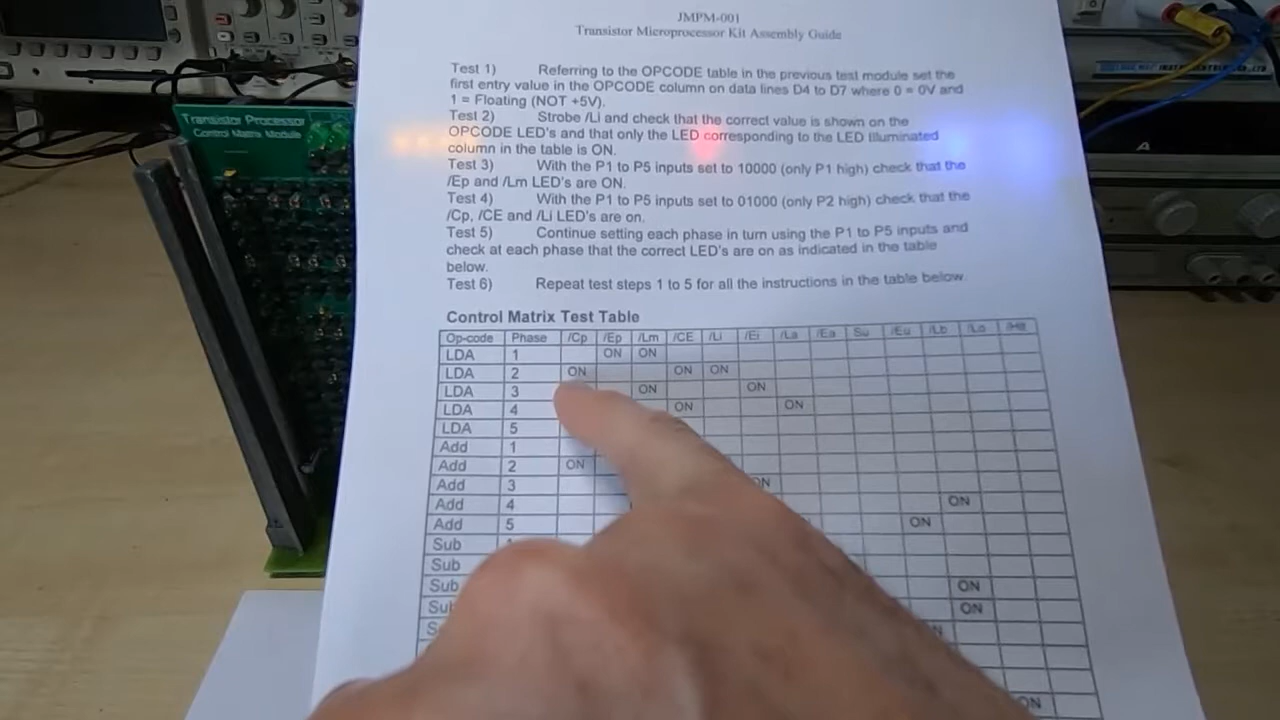 JMPM-001
Transistor Microprocessor Kit Assembly Guide
Test 1) Referring to the OPCODE table in the previous test module set the
first entry value in the OPCODE column on data lines D4 to D7 where 0 = 0V and
1 = Floating (NOT +5V).
Test 2) Strobe /Li and check that the correct value is shown on the
OPCODE LED's and that only the LED corresponding to the LED Illuminated
column in the table is ON.
Test 3) With the P1 to P5 inputs set to 10000 (only P1 high) check that the
/Ep and /Lm LED's are ON.
Test 4) With the P1 to P5 inputs set to 01000 (only P2 high) check that the
/Cp, /CE and /Li LED's are on.
Test 5) Continue setting each phase in turn using the P1 to P5 inputs and
check at each phase that the correct LED's are on as indicated in the table
below.
Test 6) Repeat test steps 1 to 5 for all the instructions in the table below.
Transistor Processor
Control Matrix Module
Control Matrix Test Table
Op-code Phase /Cp /Ep /Lm /CE /Li /Ei /La /Ea Su /Eu /Lb /Lo /Hlt
LDA 1 ON ON
LDA 2 ON ON ON
LDA 3 ON ON
LDA 4 ON ON
LDA 5
Add 1
Add 2 ON
Add 3 ON
Add 4 ON
Add 5 ON
Sub
Sub
Sub ON
Sub ON
ON